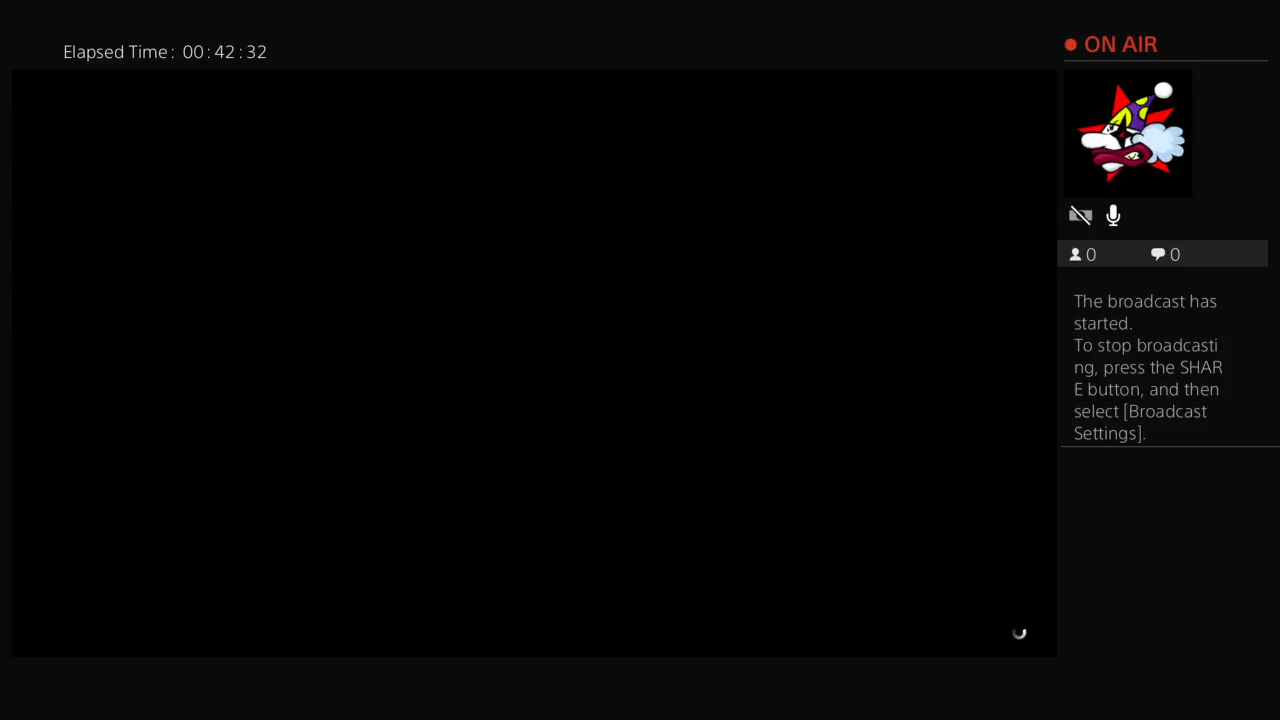 Elapsed Time: 00:42:32
ON AIR
0 0
The broadcast has
started.
To stop broadcasti
ng, press the SHAR
E button, and then
select [Broadcast
Settings].